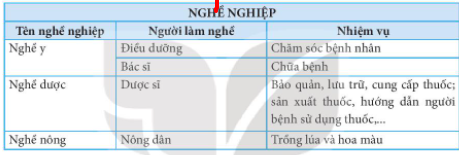 NGHỀ NGHIỆP
Tên nghề nghiệp Người làm nghề Nhiệm vụ
Nghề y Điều dưỡng Chăm sóc bệnh nhân
Bác sĩ Chữa bệnh
Nghề dược Dược sĩ Bảo quản, lưu trữ, cung cấp thuốc;
sản xuất thuốc, hướng dẫn người
bệnh sử dụng thuốc,...
Nghề nông Nông dân Trồng lúa và hoa màu